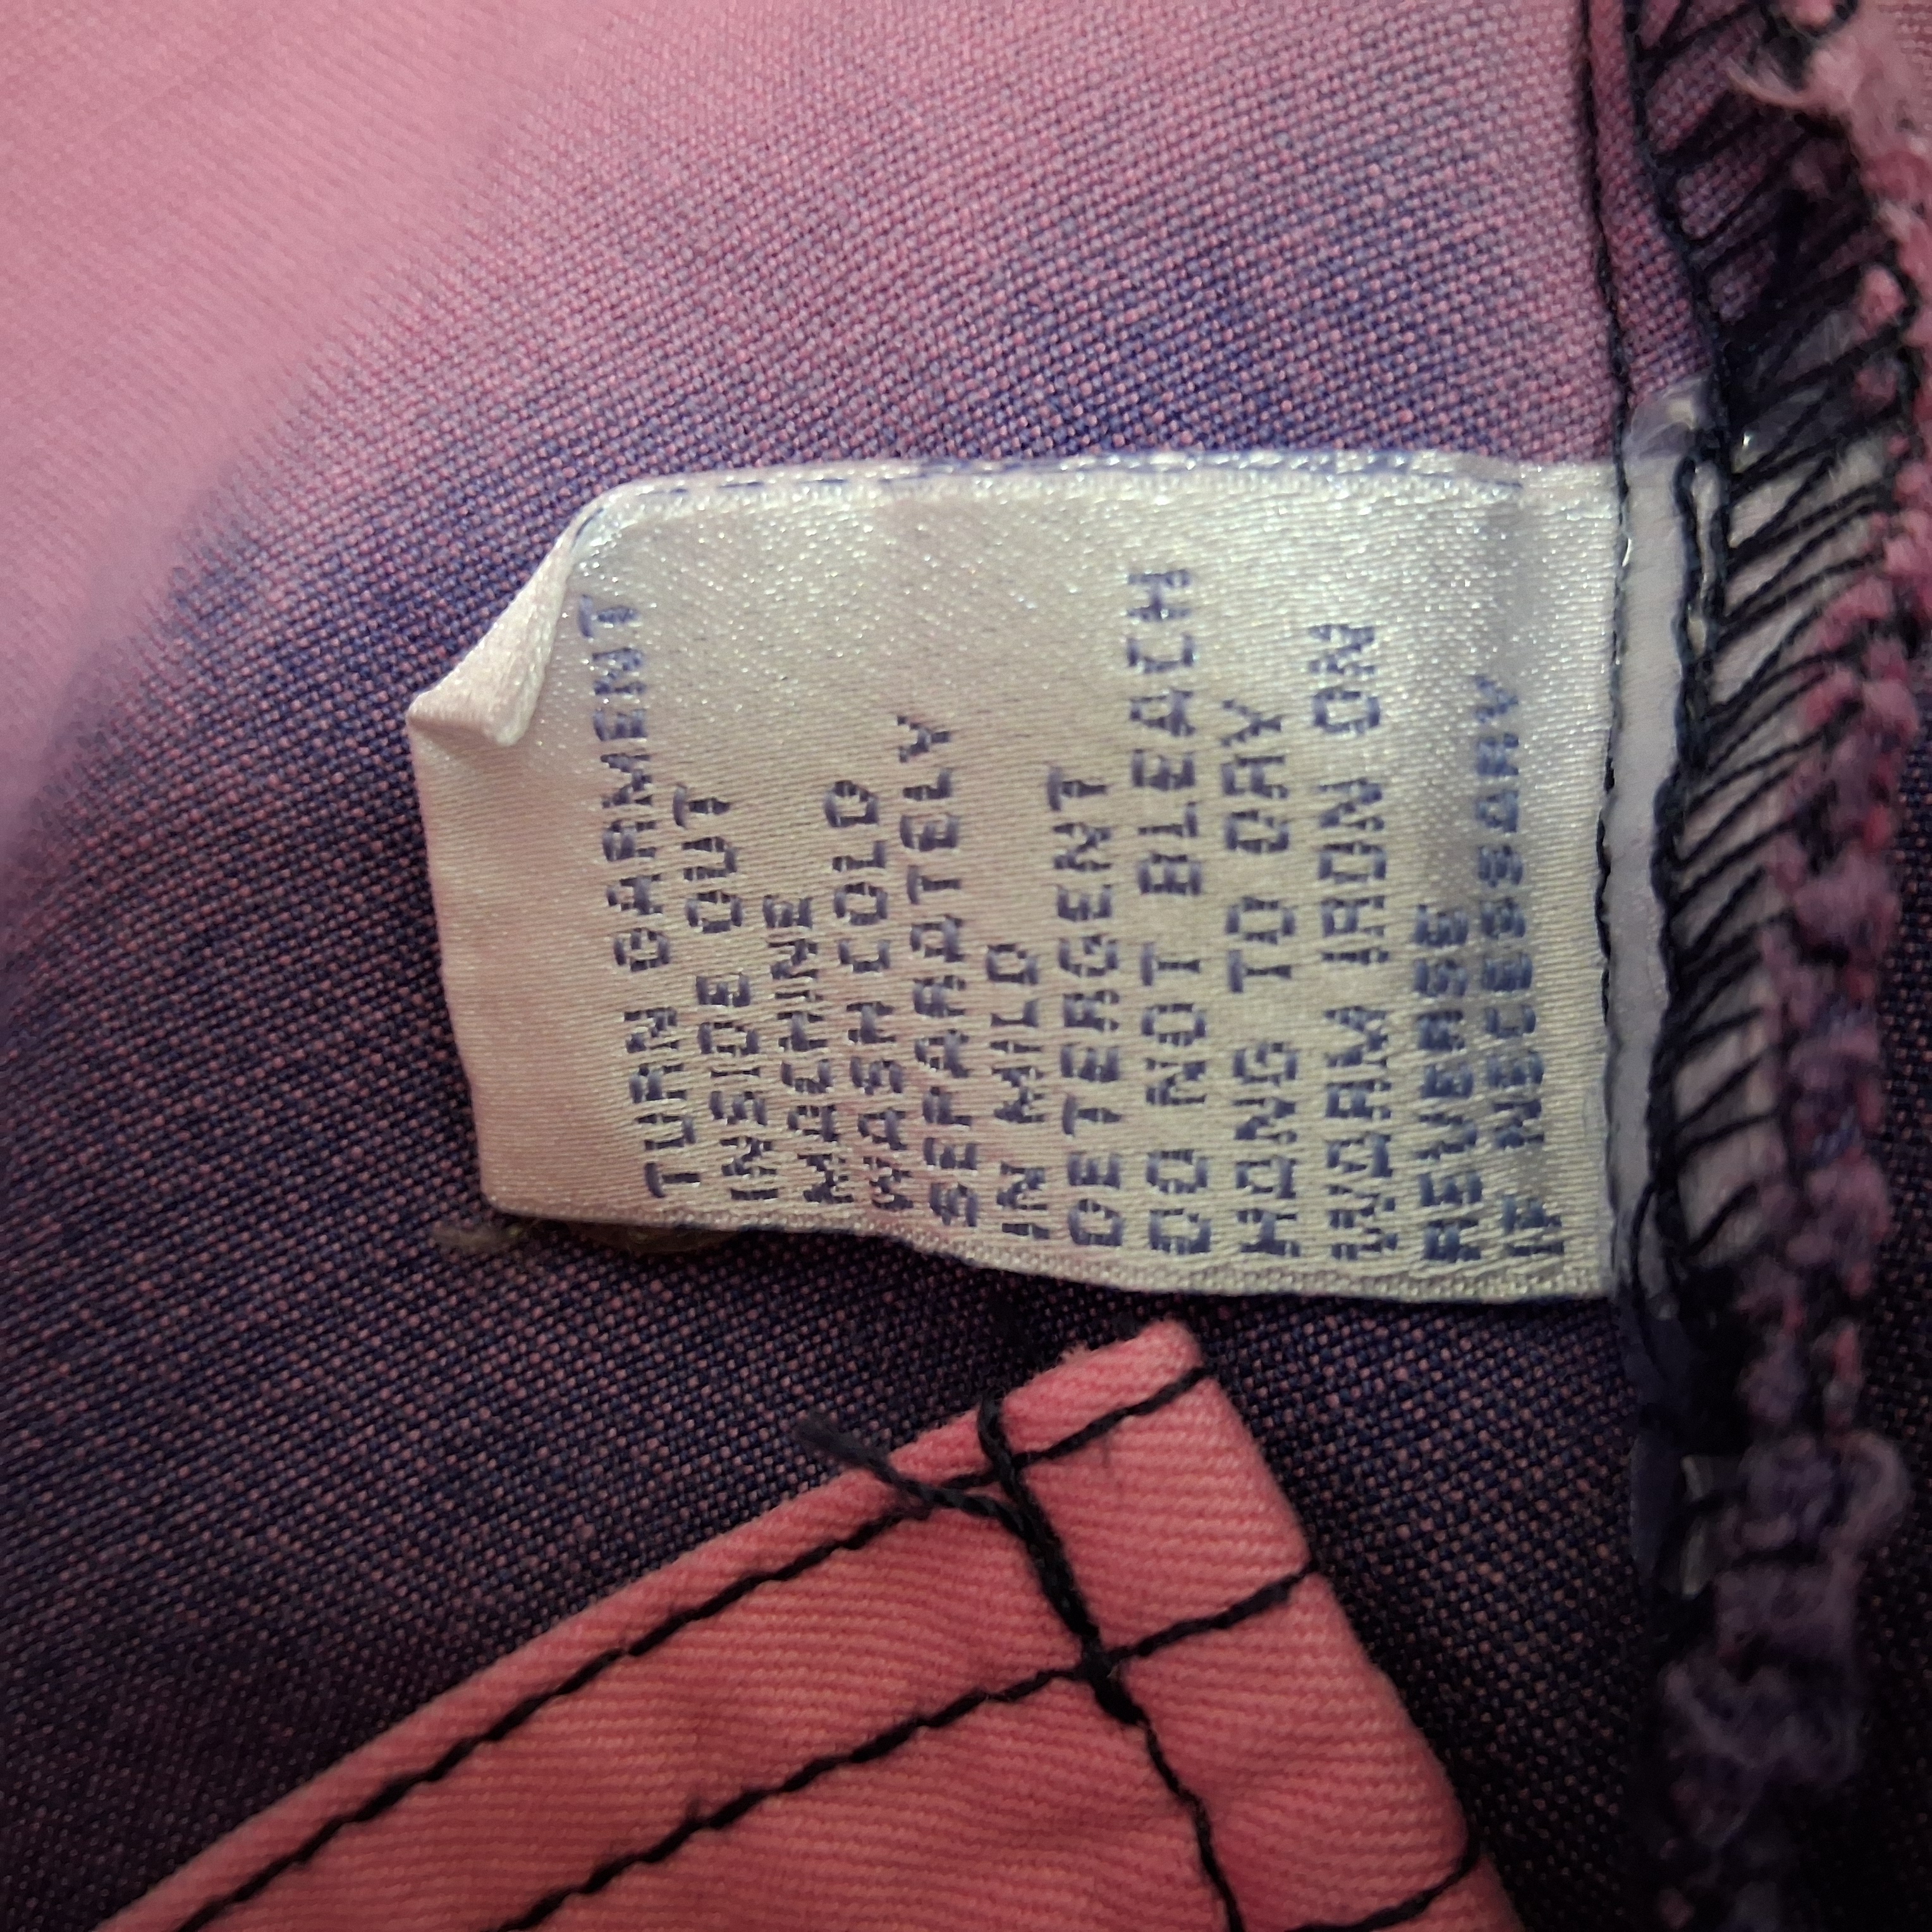 TURN GARMENT
INSIDE OUT
MACHINE
WASH COLD
SEPARATELY
IN MILD
DETERGENT
DO NOT BLEACH
HANG TO DRY
WARM IRON ON
REVERSE
IF NECESSARY